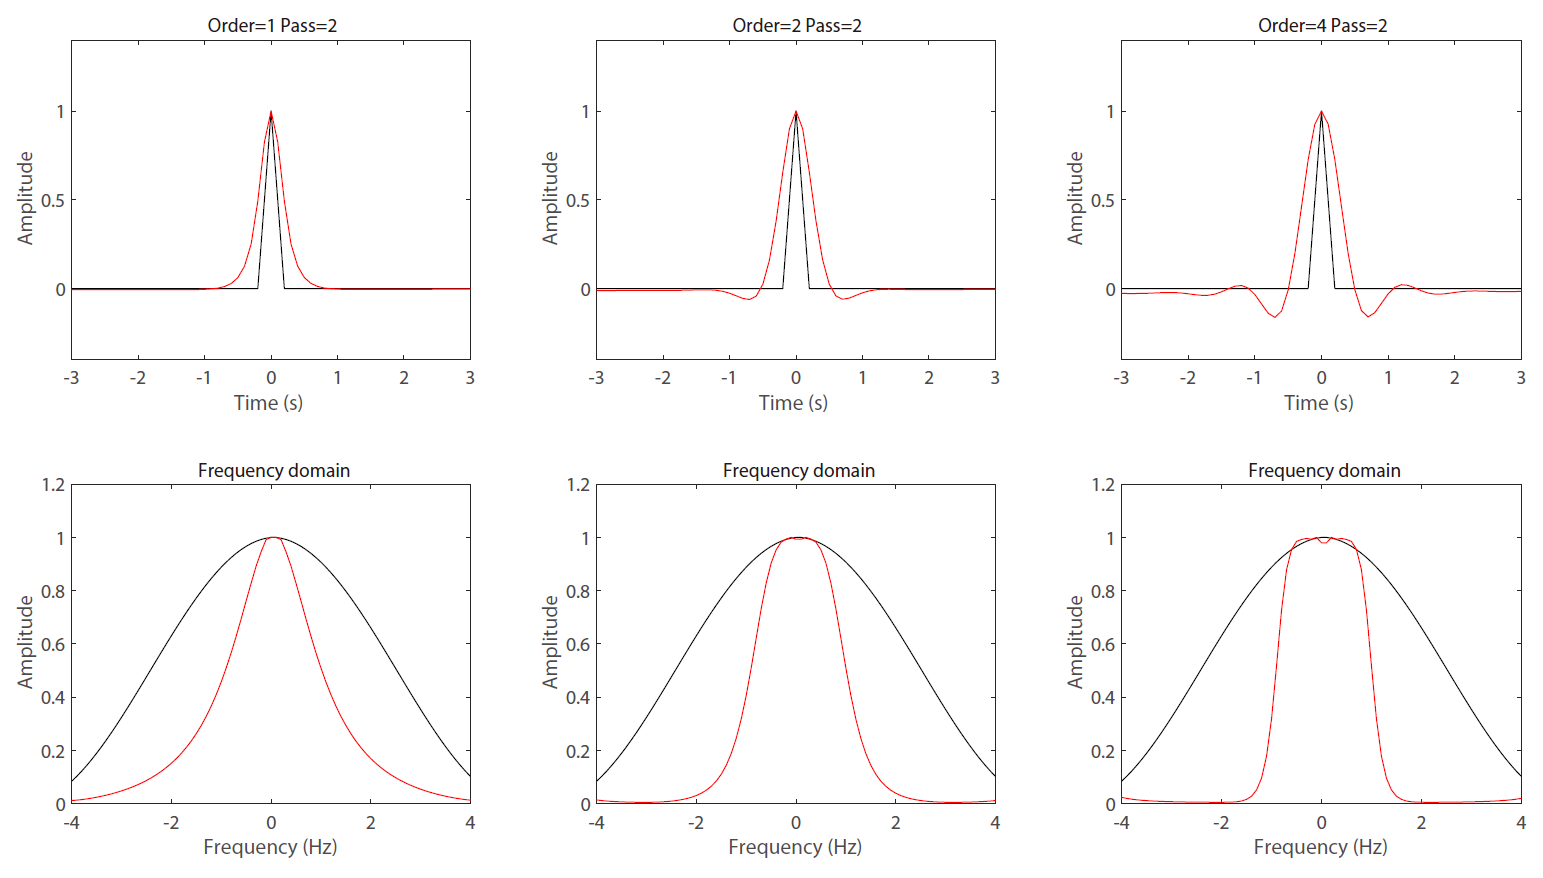 Order=1 Pass=2
Amplitude
1
0.5
0
-3 -2 -1 0 1 2 3
Time (s)
Order=2 Pass=2
Amplitude
1
0.5
0
-3 -2 -1 0 1 2 3
Time (s)
Order=4 Pass=2
Amplitude
1
0.5
0
-3 -2 -1 0 1 2 3
Time (s)
Frequency domain
Amplitude
1.2
1
0.8
0.6
0.4
0.2
0
-4 -2 0 2 4
Frequency (Hz)
Frequency domain
Amplitude
1.2
1
0.8
0.6
0.4
0.2
0
-4 -2 0 2 4
Frequency (Hz)
Frequency domain
Amplitude
1.2
1
0.8
0.6
0.4
0.2
0
-4 -2 0 2 4
Frequency (Hz)